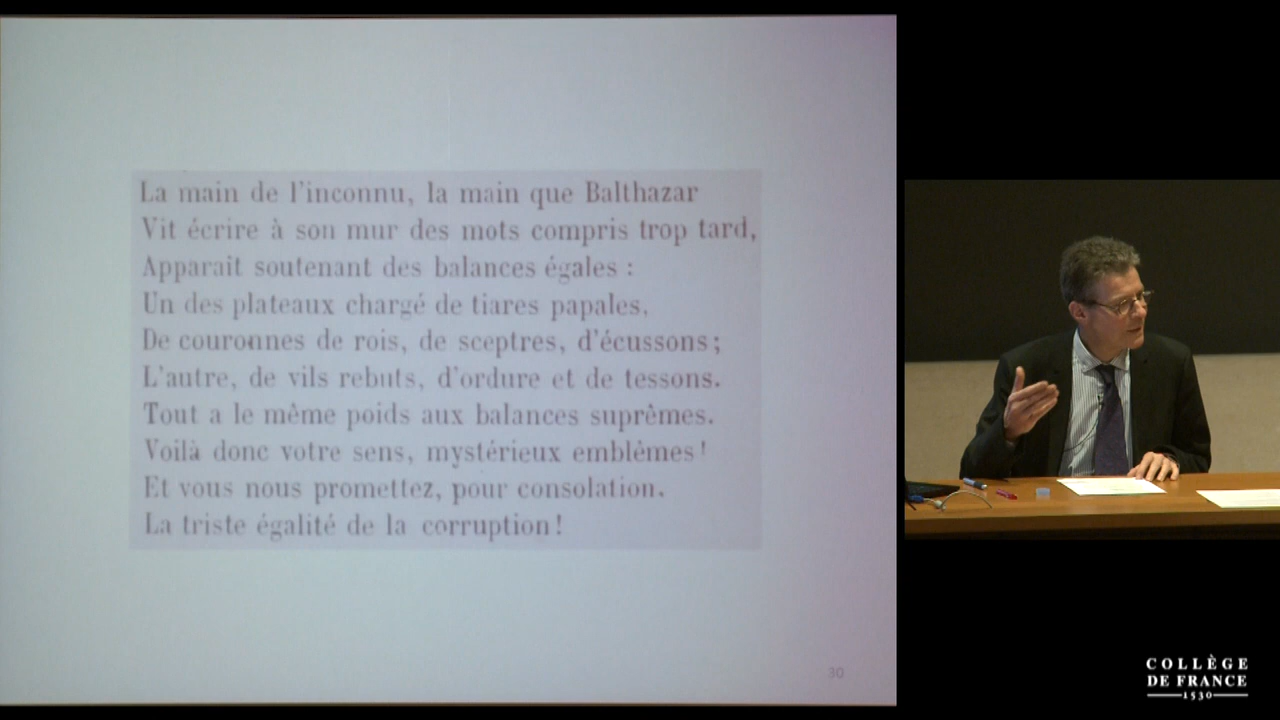 La main de l'inconnu, la main que Balthazar
Vit écrire à son mur des mots compris trop tard,
Apparait soutenant des balances égales :
Un des plateaux chargé de tiares papales,
De couronnes de rois, de sceptres, d'écussons ;
L'autre, de vils rebuts, d'ordure et de tessons.
Tout a le même poids aux balances suprêmes.
Voilà donc votre sens, mystérieux emblèmes !
Et vous nous promettez, pour consolation.
La triste égalité de la corruption !
30
COLLÈGE
DE FRANCE
1530